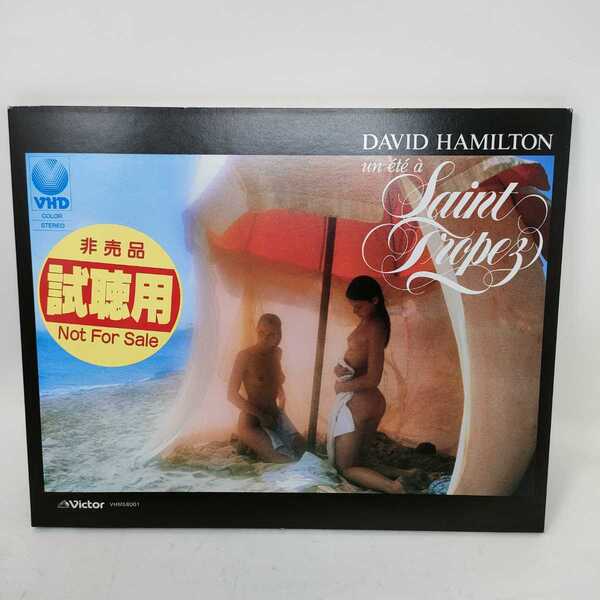 DAVID HAMILTON
un été à
Saint
Tropez
VHD
COLOR
STEREO
非売品
試聴用
Not For Sale
Victor VHM58001